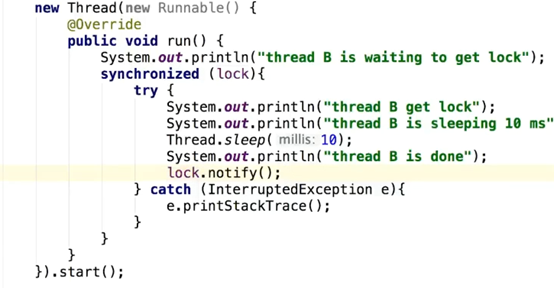 new Thread(new Runnable() {
@Override
public void run() {
System.out.println("thread B is waiting to get lock");
synchronized (lock){
try {
System.out.println("thread B get lock");
System.out.println("thread B is sleeping 10 ms"
Thread.sleep( millis: 10);
System.out.println("thread B is done");
lock.notify();
} catch (InterruptedException e){
e.printStackTrace();
}
}
}
}).start();